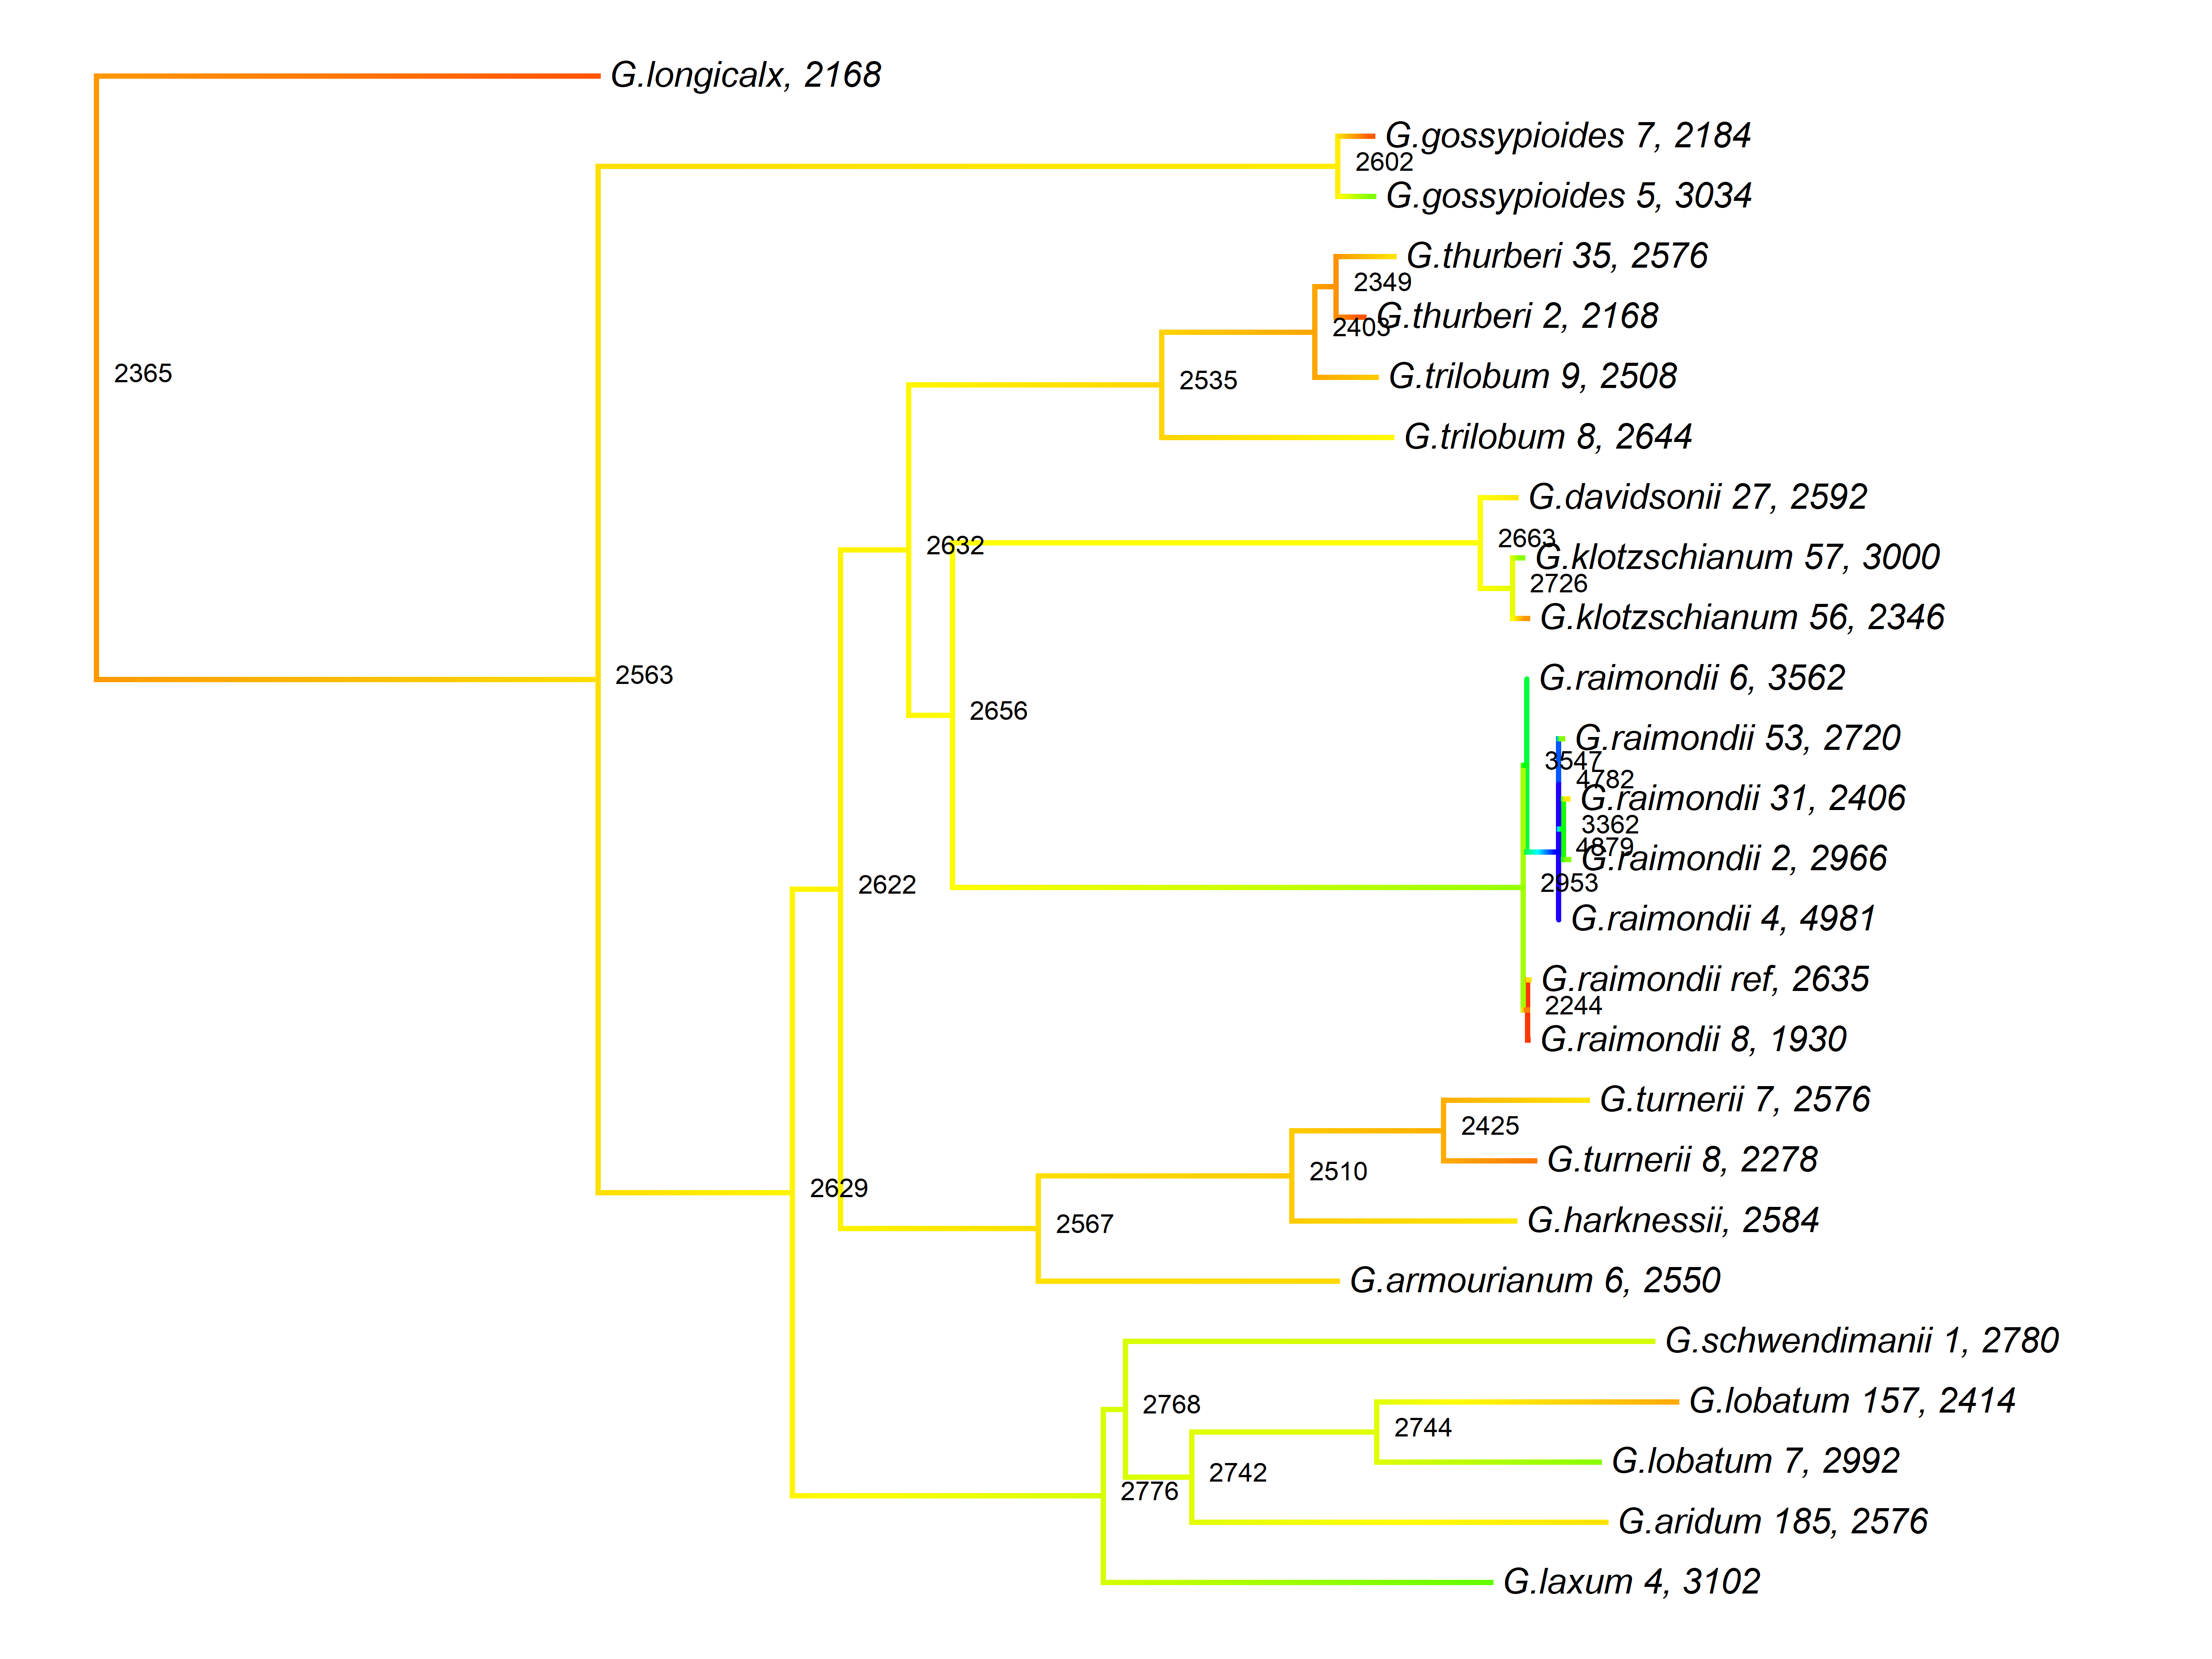 G.longicalx, 2168
G.gossypioides 7, 2184
2602
G.gossypioides 5, 3034
G.thurberi 35, 2576
2349
G.thurberi 2, 2168
2403
2365
G.trilobum 9, 2508
2535
G.trilobum 8, 2644
G.davidsonii 27, 2592
2663
2632
G.klotzschianum 57, 3000
2726
G.klotzschianum 56, 2346
2563
G.raimondii 6, 3562
2656
G.raimondii 53, 2720
3547
4782
G.raimondii 31, 2406
3362
4879
G.raimondii 2, 2966
2622
2953
G.raimondii 4, 4981
G.raimondii ref, 2635
2244
G.raimondii 8, 1930
G.turnerii 7, 2576
2425
G.turnerii 8, 2278
2510
2629
G.harknessii, 2584
2567
G.armourianum 6, 2550
G.schwendimanii 1, 2780
G.lobatum 157, 2414
2768
2744
G.lobatum 7, 2992
2742
2776
G.aridum 185, 2576
G.laxum 4, 3102